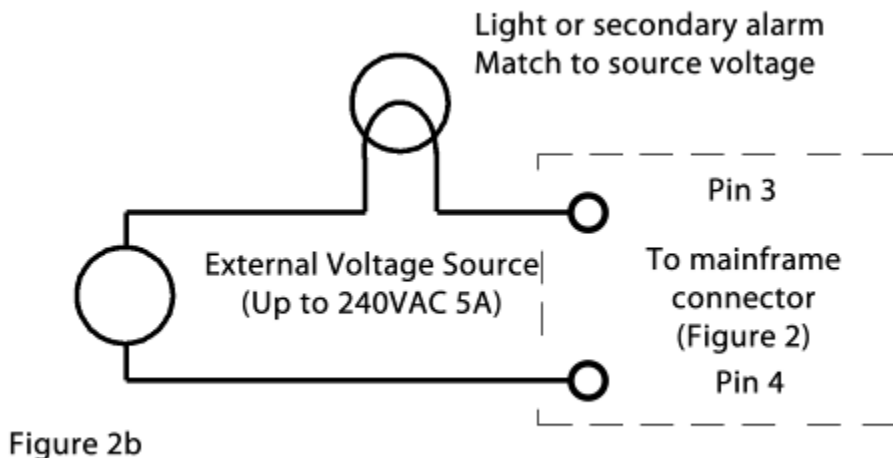 Light or secondary alarm
Match to source voltage
Pin 3
External Voltage Source
(Up to 240VAC 5A)
To mainframe
connector
(Figure 2)
Pin 4
Figure 2b